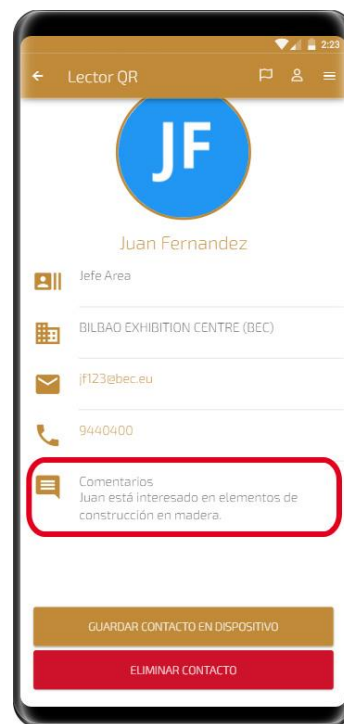 2:23
Lector QR
JF
Juan Fernandez
Jefe Area
BILBAO EXHIBITION CENTRE (BEC)
jf123@bec.eu
9440400
Comentarios
Juan está interesado en elementos de
construcción en madera.
GUARDAR CONTACTO EN DISPOSITIVO
ELIMINAR CONTACTO